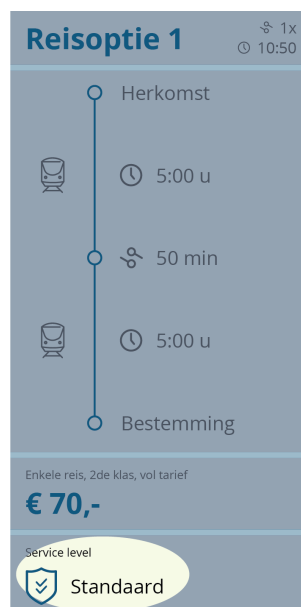 Reisoptie 1
1x
10:50
Herkomst
5:00 u
50 min
5:00 u
Bestemming
Enkele reis, 2de klas, vol tarief
€ 70,-
Service level
Standaard